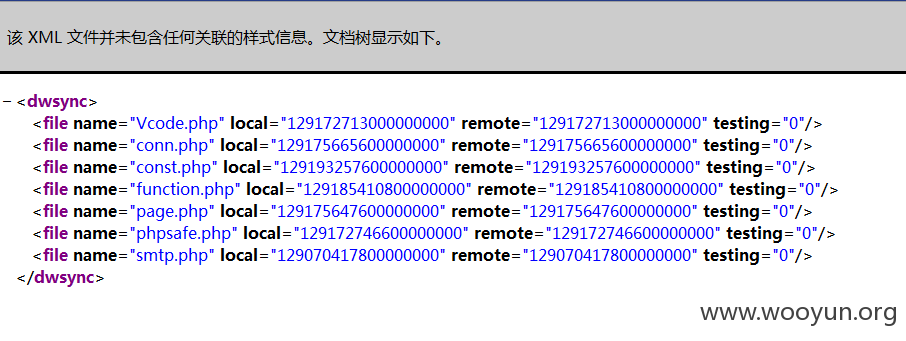 该 XML 文件并未包含任何关联的样式信息。文档树显示如下。
− <dwsync>
<file name="Vcode.php" local="129172713000000000" remote="129172713000000000" testing="0"/>
<file name="conn.php" local="129175665600000000" remote="129175665600000000" testing="0"/>
<file name="const.php" local="129193257600000000" remote="129193257600000000" testing="0"/>
<file name="function.php" local="129185410800000000" remote="129185410800000000" testing="0"/>
<file name="page.php" local="129175647600000000" remote="129175647600000000" testing="0"/>
<file name="phpsafe.php" local="129172746600000000" remote="129172746600000000" testing="0"/>
<file name="smtp.php" local="129070417800000000" remote="129070417800000000" testing="0"/>
</dwsync>
www.wooyun.org